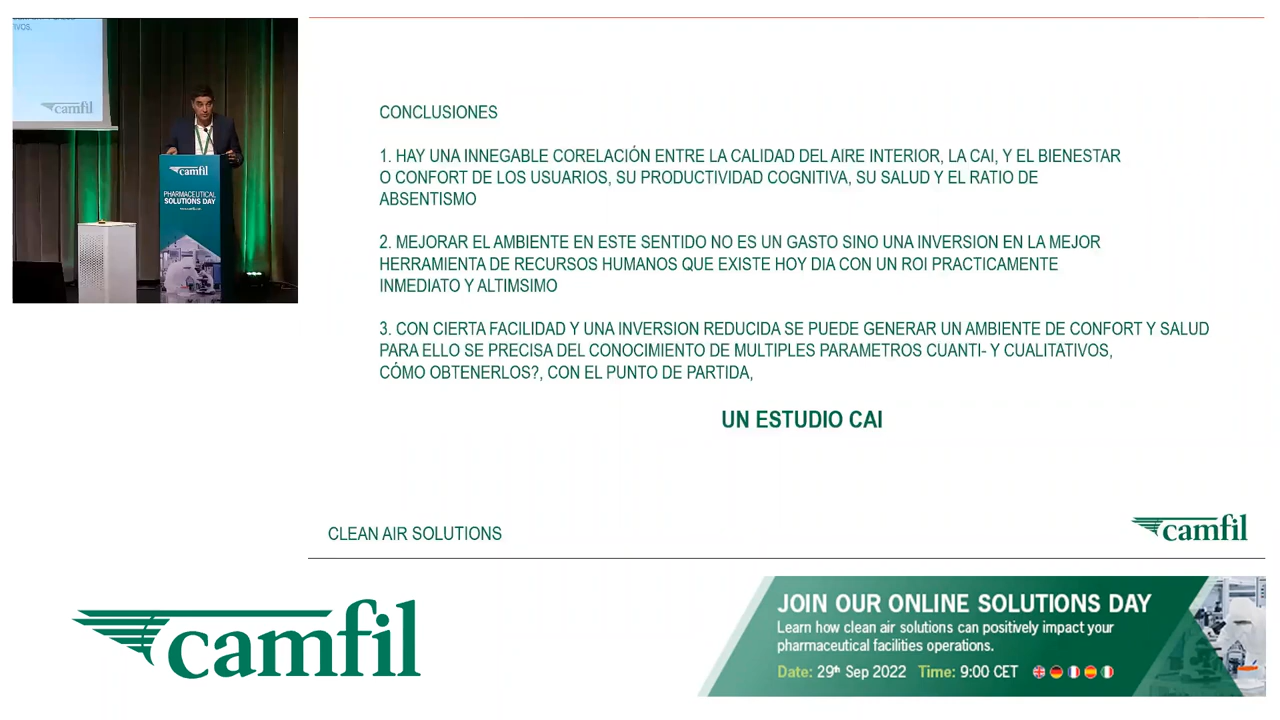 IVOS.
camfil
camfil
PHARMACEUTICAL
SOLUTIONS DAY
CONCLUSIONES
1. HAY UNA INNEGABLE CORELACIÓN ENTRE LA CALIDAD DEL AIRE INTERIOR, LA CAI, Y EL BIENESTAR
O CONFORT DE LOS USUARIOS, SU PRODUCTIVIDAD COGNITIVA, SU SALUD Y EL RATIO DE
ABSENTISMO
2. MEJORAR EL AMBIENTE EN ESTE SENTIDO NO ES UN GASTO SINO UNA INVERSION EN LA MEJOR
HERRAMIENTA DE RECURSOS HUMANOS QUE EXISTE HOY DIA CON UN ROI PRACTICAMENTE
INMEDIATO Y ALTIMSIMO
3. CON CIERTA FACILIDAD Y UNA INVERSION REDUCIDA SE PUEDE GENERAR UN AMBIENTE DE CONFORT Y SALUD
PARA ELLO SE PRECISA DEL CONOCIMIENTO DE MULTIPLES PARAMETROS CUANTI- Y CUALITATIVOS,
CÓMO OBTENERLOS?, CON EL PUNTO DE PARTIDA,
UN ESTUDIO CAI
CLEAN AIR SOLUTIONS
camfil
camfil
JOIN OUR ONLINE SOLUTIONS DAY
Learn how clean air solutions can positively impact your
pharmaceutical facilities operations.
Date: 29th Sep 2022 Time: 9:00 CET